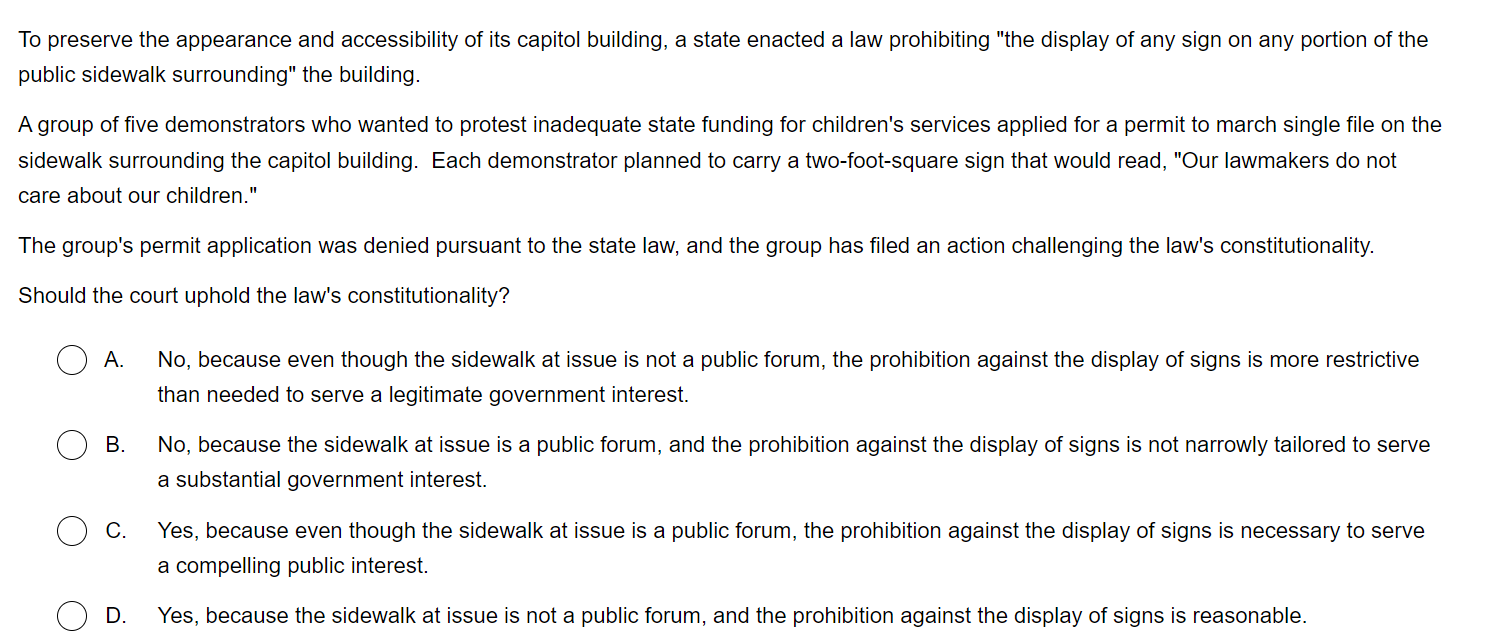 To preserve the appearance and accessibility of its capitol building, a state enacted a law prohibiting "the display of any sign on any portion of the
public sidewalk surrounding" the building.
A group of five demonstrators who wanted to protest inadequate state funding for children's services applied for a permit to march single file on the
sidewalk surrounding the capitol building.  Each demonstrator planned to carry a two-foot-square sign that would read, "Our lawmakers do not
care about our children."
The group's permit application was denied pursuant to the state law, and the group has filed an action challenging the law's constitutionality.
Should the court uphold the law's constitutionality?
A. No, because even though the sidewalk at issue is not a public forum, the prohibition against the display of signs is more restrictive
than needed to serve a legitimate government interest.
B. No, because the sidewalk at issue is a public forum, and the prohibition against the display of signs is not narrowly tailored to serve
a substantial government interest.
C. Yes, because even though the sidewalk at issue is a public forum, the prohibition against the display of signs is necessary to serve
a compelling public interest.
D. Yes, because the sidewalk at issue is not a public forum, and the prohibition against the display of signs is reasonable.